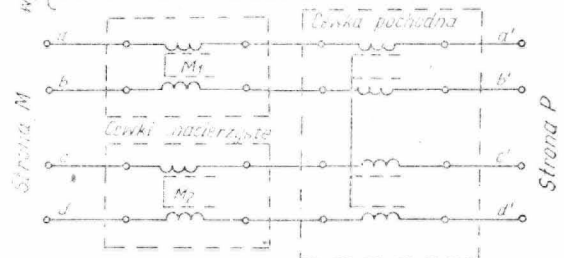 Cewka pochodna
a a'
M1
b b'
Strona M
Cewki macierzyste
Strona P
c c'
M2
d d'